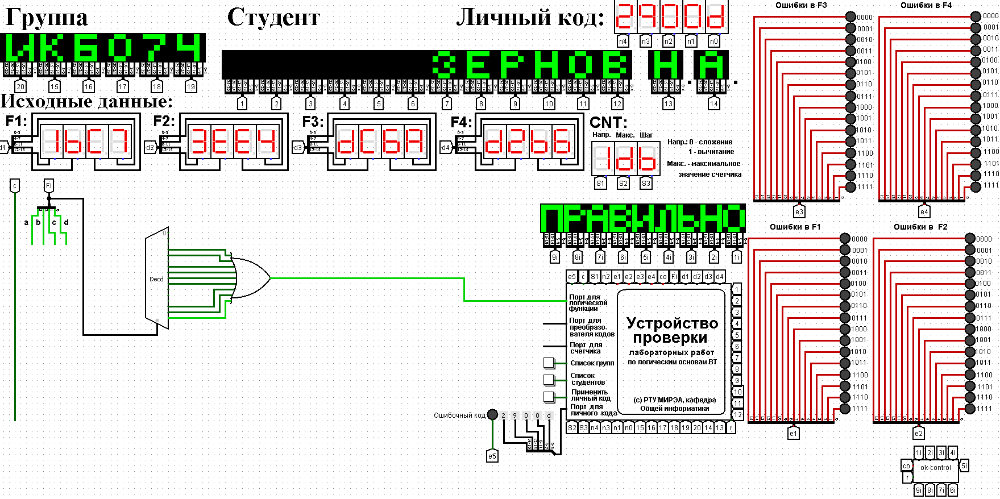 Группа
Студент
Личный код:
2900d
n4 n3 n2 n1 n0
ИКБ074
20 15 16 17 18 19
ЗЕРНОВ Н.А.
1 2 3 4 5 6 7 8 9 10 11 12 13 14
Исходные данные:
F1: 1bC7
d1
F2: 3EE4
d2
F3: dC6A
d3
F4: d2b6
d4
CNT:
Напр. Макс. Шаг
1db
S1 S2 S3
Напр.: 0 - сложение
1 - вычитание
Макс. - максимальное
значение счетчика
c Fi
a b c d
0
Decd
ПРАВИЛЬНО
9i 8i 7i 6i 5i 4i 3i 2i 1i
e5 c S1 n2 e1 e2 e3 e4 co Fi d1 d2 d3 d4
Порт для
логической
функции
Порт для
преобразо-
вателя кодов
Порт для
счетчика
Список групп
Список
студентов
Применить
личный код
Порт для
личного кода
Устройство
проверки
лабораторных работ
по логическим основам ВТ
(с) РТУ МИРЭА, кафедра
Общей информатики
1
2
3
4
5
6
7
8
9
10
11
12
S2 S3 n4 n3 n1 n0 15 16 17 18 19 20 14 13 r
Ошибочный код
2 9 0 0 d
e5
Ошибки в F3
0000
0001
0010
0011
0100
0101
0110
0111
1000
1001
1010
1011
1100
1101
1110
1111
e3
Ошибки в F4
0000
0001
0010
0011
0100
0101
0110
0111
1000
1001
1010
1011
1100
1101
1110
1111
e4
Ошибки в F1
0000
0001
0010
0011
0100
0101
0110
0111
1000
1001
1010
1011
1100
1101
1110
1111
e1
Ошибки в F2
0000
0001
0010
0011
0100
0101
0110
0111
1000
1001
1010
1011
1100
1101
1110
1111
e2
1i 2i 3i 4i
co ok-control 5i
r
9i 8i 7i 6i